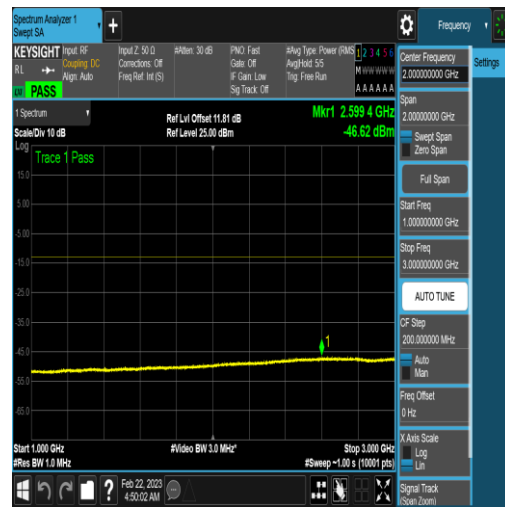 Spectrum Analyzer 1
Swept SA
Frequency
KEYSIGHT
RL
Input: RF
Coupling: DC
Align: Auto
Input Z: 50 Ω
Corrections: Off
Freq Ref: Int (S)
#Atten: 30 dB
PNO: Fast
Gate: Off
IF Gain: Low
Sig Track: Off
#Avg Type: Power (RMS
Avg|Hold: 5/5
Trig: Free Run
1 2 3 4 5 6
M W W W W W
A A A A A A
PASS
1 Spectrum
Scale/Div 10 dB
Ref Lvl Offset 11.81 dB
Ref Level 25.00 dBm
Mkr1 2.599 4 GHz
-46.62 dBm
Log
Trace 1 Pass
15.0
5.00
-5.00
-15.0
-25.0
-35.0
-45.0
-55.0
-65.0
1
Start 1.000 GHz
#Res BW 1.0 MHz
#Video BW 3.0 MHz*
Stop 3.000 GHz
#Sweep ~1.00 s (10001 pts)
Feb 22, 2023
4:50:02 AM
Center Frequency
2.000000000 GHz
Settings
Span
2.00000000 GHz
Swept Span
Zero Span
Full Span
Start Freq
1.000000000 GHz
Stop Freq
3.000000000 GHz
AUTO TUNE
CF Step
200.000000 MHz
Auto
Man
Freq Offset
0 Hz
X Axis Scale
Log
Lin
Signal Track
(Span Zoom)